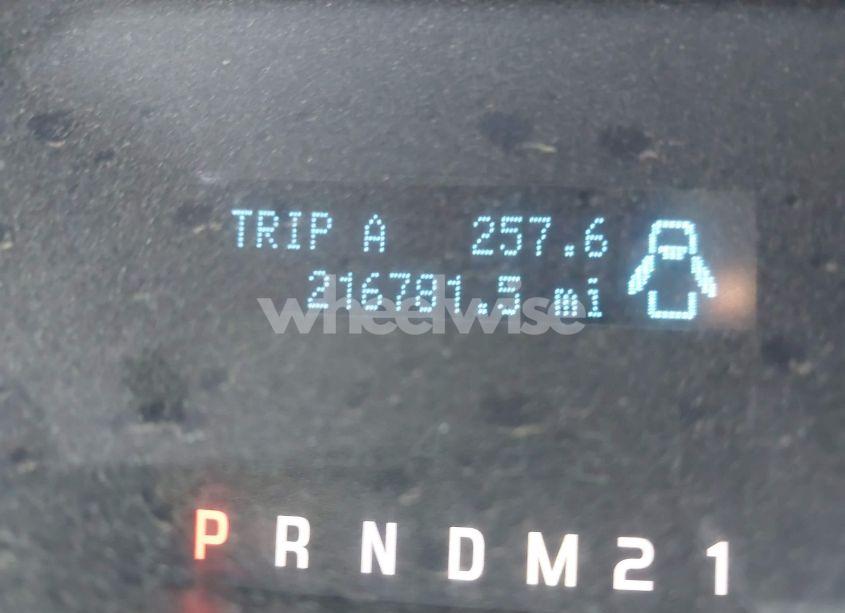 TRIP A 257.6
216781.5 mi
wheelwise
P R N D M 2 1